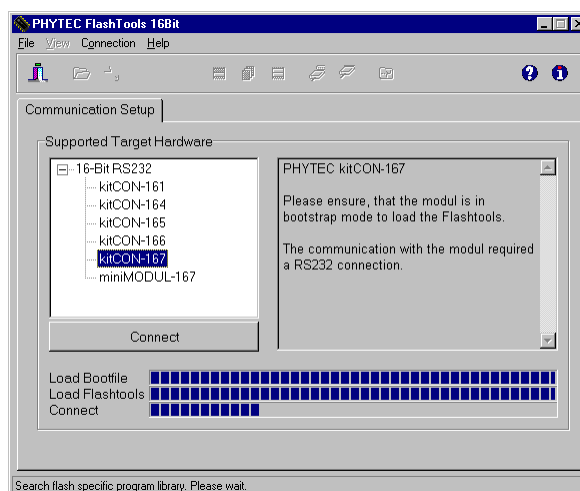 PHYTEC FlashTools 16Bit
File View Connection Help
Communication Setup
Supported Target Hardware
16-Bit RS232
kitCON-161
kitCON-164
kitCON-165
kitCON-166
kitCON-167
miniMODUL-167
Connect
PHYTEC kitCON-167
Please ensure, that the modul is in
bootstrap mode to load the Flashtools.
The communication with the modul required
a RS232 connection.
Load Bootfile
Load Flashtools
Connect
Search flash specific program library. Please wait.